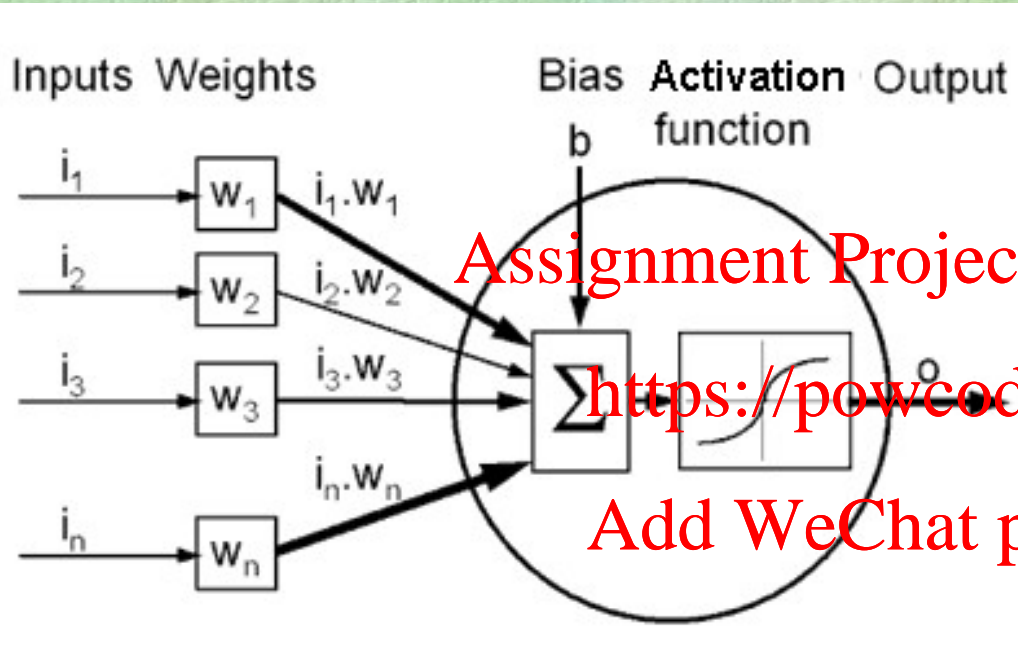 Inputs Weights Bias Activation Output
function
b
i₁ w₁ i₁.w₁
Assignment Projec
i₂ w₂ i₂.w₂
i₃ w₃ i₃.w₃
Σ https://powcod o
iₙ wₙ iₙ.wₙ
Add WeChat p